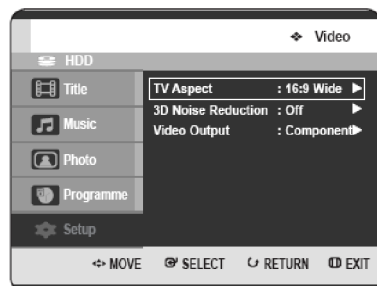 ❖ Video
HDD
Title
TV Aspect : 16:9 Wide ►
3D Noise Reduction : Off ►
Video Output : Component►
Music
Photo
Programme
Setup
MOVE SELECT RETURN EXIT